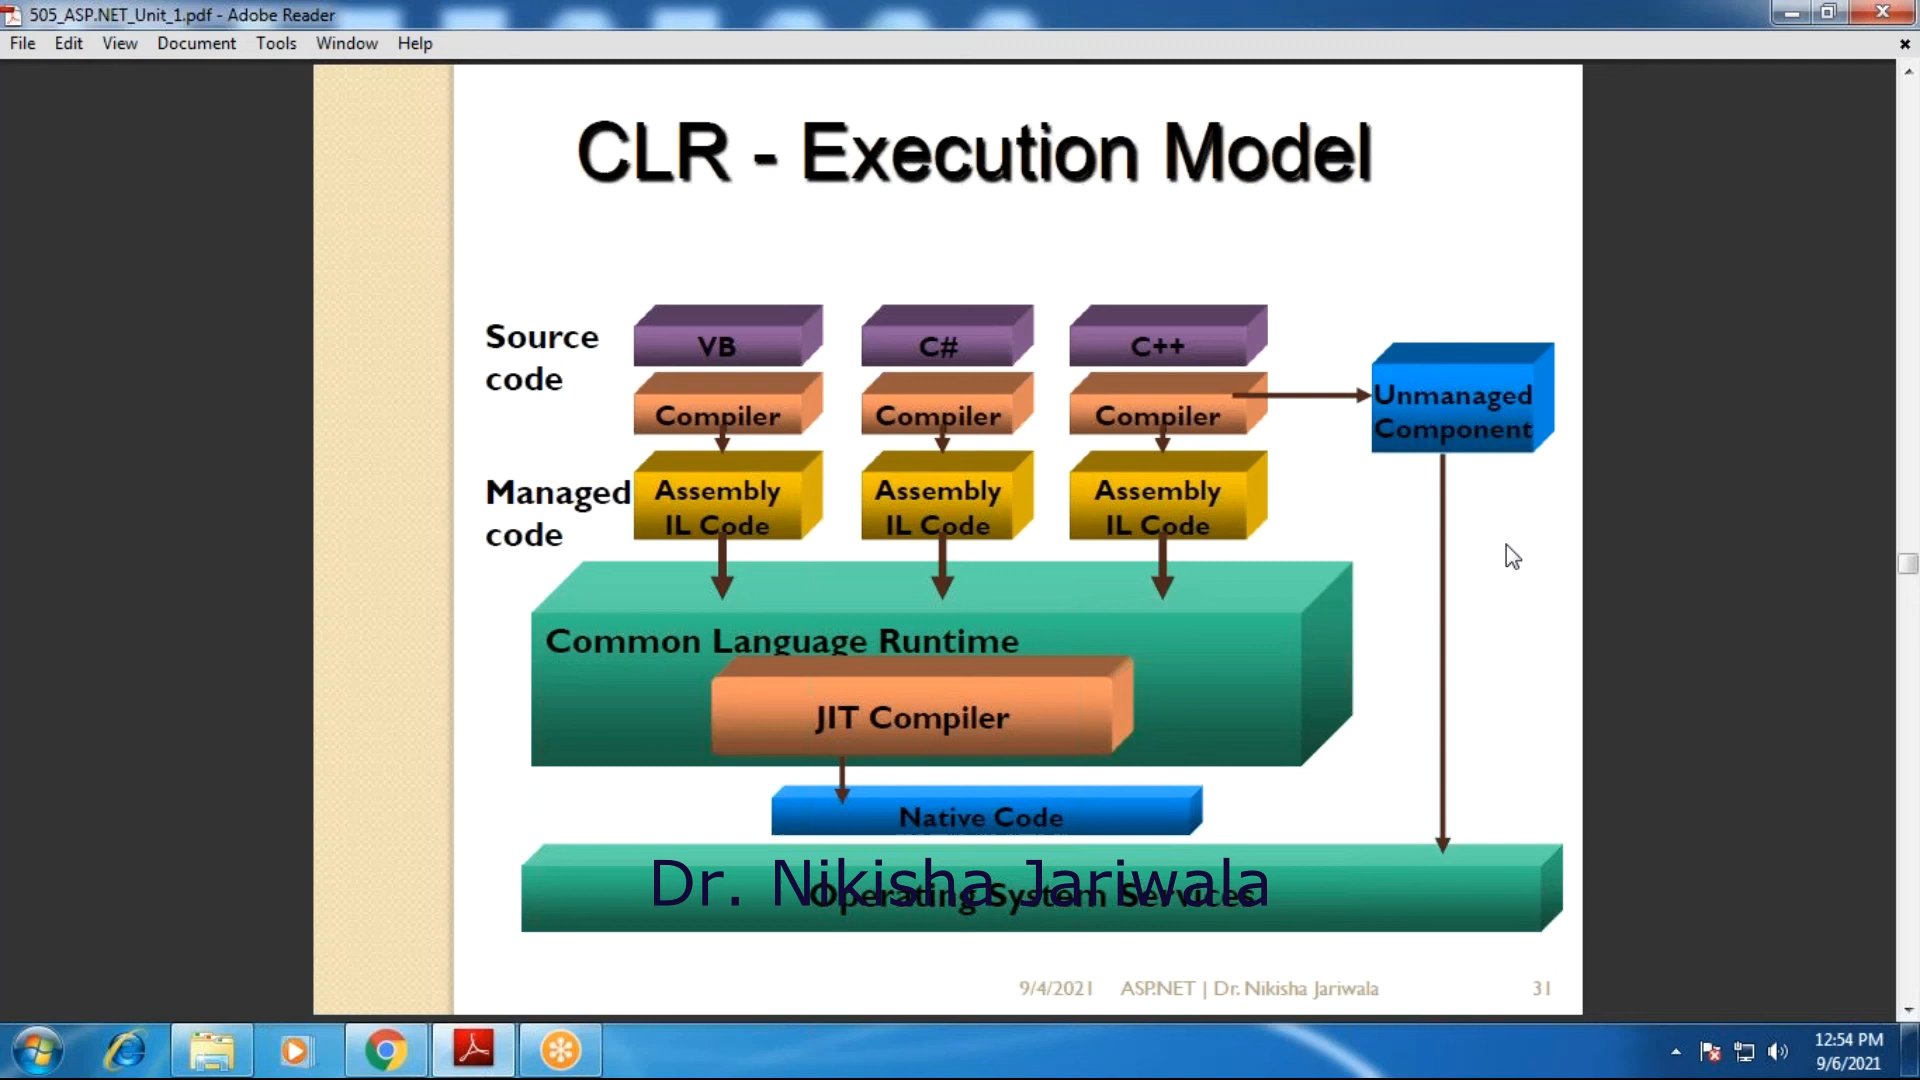 505_ASP.NET_Unit_1.pdf - Adobe Reader
File Edit View Document Tools Window Help
CLR - Execution Model
Source code
VB
C#
C++
Compiler
Compiler
Compiler
Unmanaged Component
Managed code
Assembly IL Code
Assembly IL Code
Assembly IL Code
Common Language Runtime
JIT Compiler
Native Code
Operating System Services
Dr. Nikisha Jariwala
9/4/2021 ASP.NET | Dr. Nikisha Jariwala 31
12:54 PM
9/6/2021